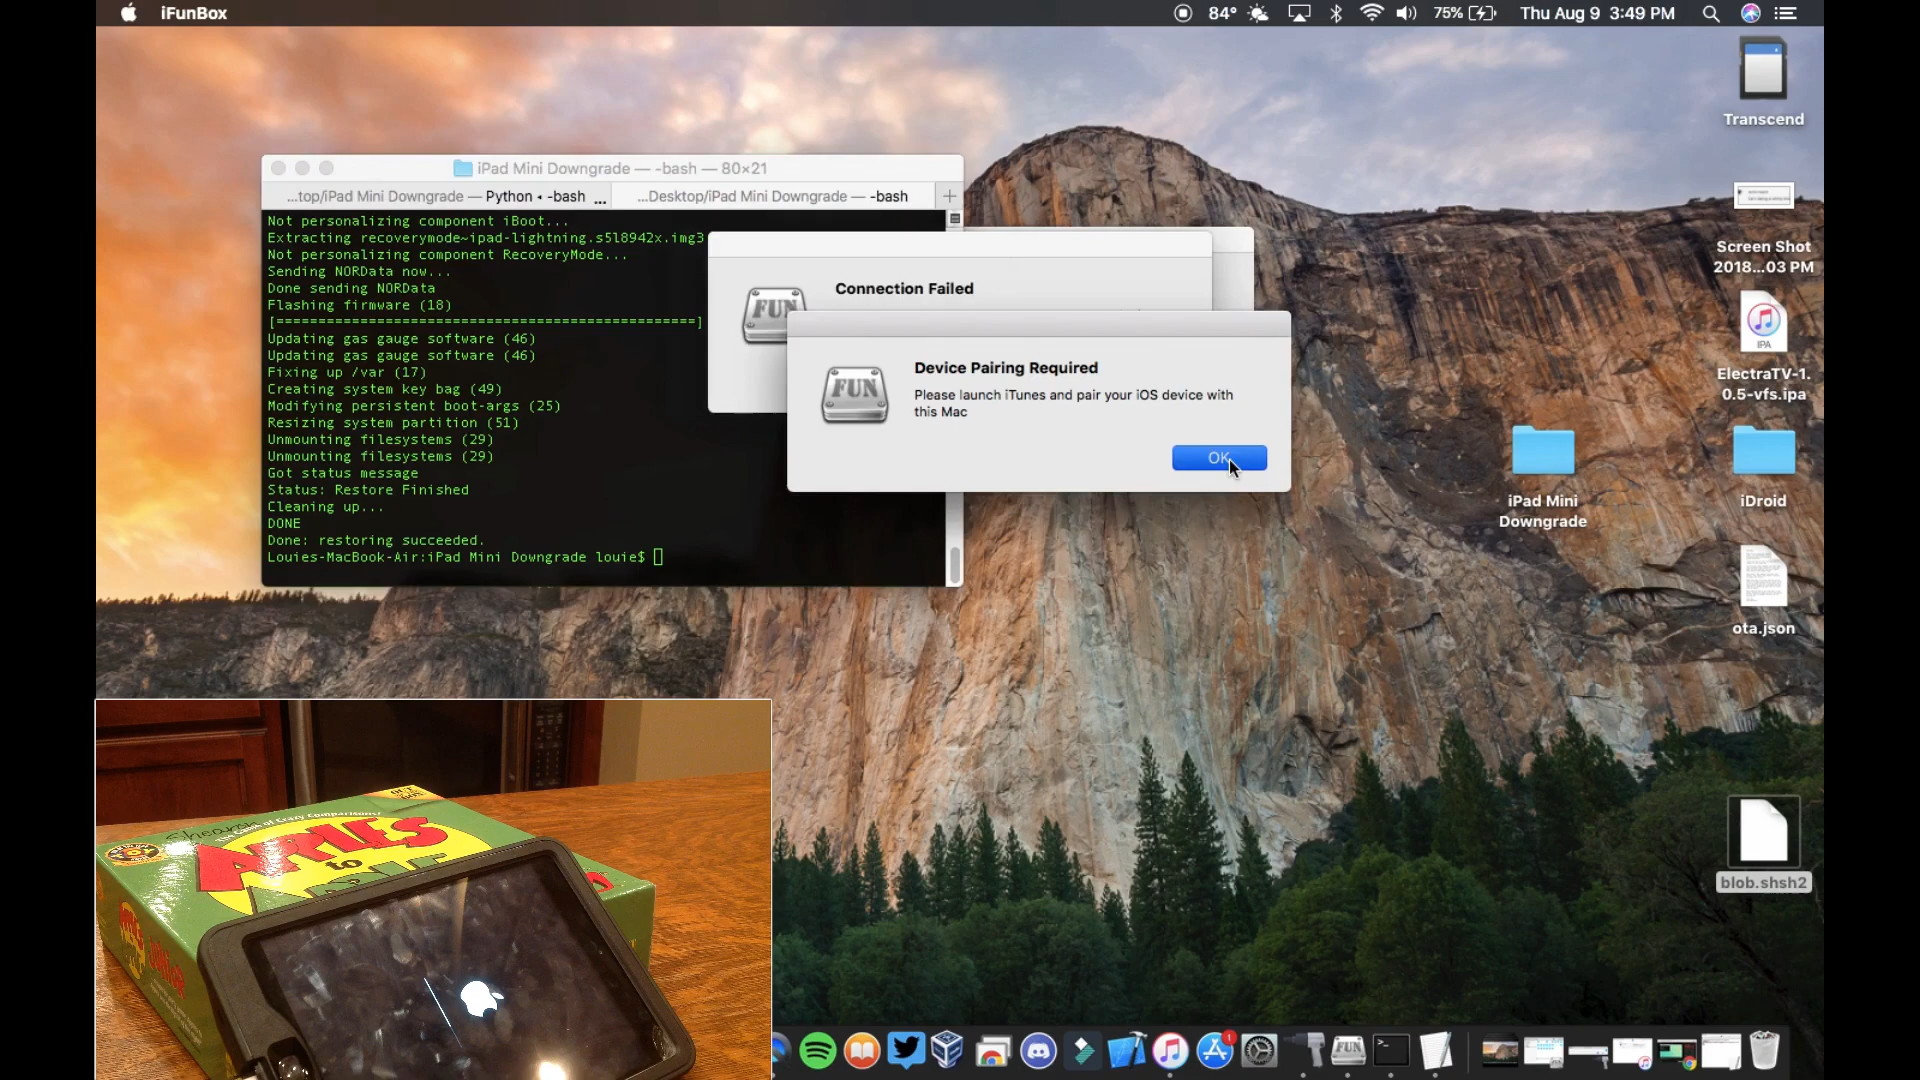 iFunBox
84°
75%
Thu Aug 9 3:49 PM
Transcend
Screen Shot
2018...03 PM
IPA
ElectraTV-1.
0.5-vfs.ipa
iPad Mini
Downgrade
iDroid
ota.json
blob.shsh2
iPad Mini Downgrade — -bash — 80×21
...top/iPad Mini Downgrade — Python ◂ -bash ...
...Desktop/iPad Mini Downgrade — -bash
Not personalizing component iBoot...
Extracting recoverymode~ipad-lightning.s5l8942x.img3
Not personalizing component RecoveryMode...
Sending NORData now...
Done sending NORData
Flashing firmware (18)
[==================================================]
Updating gas gauge software (46)
Updating gas gauge software (46)
Fixing up /var (17)
Creating system key bag (49)
Modifying persistent boot-args (25)
Resizing system partition (51)
Unmounting filesystems (29)
Unmounting filesystems (29)
Got status message
Status: Restore Finished
Cleaning up...
DONE
Done: restoring succeeded.
Louies-MacBook-Air:iPad Mini Downgrade louie$
FUN
Connection Failed
FUN
Device Pairing Required
Please launch iTunes and pair your iOS device with
this Mac
OK
The Game of Crazy Comparisons!
APPLES
to
FUN
1